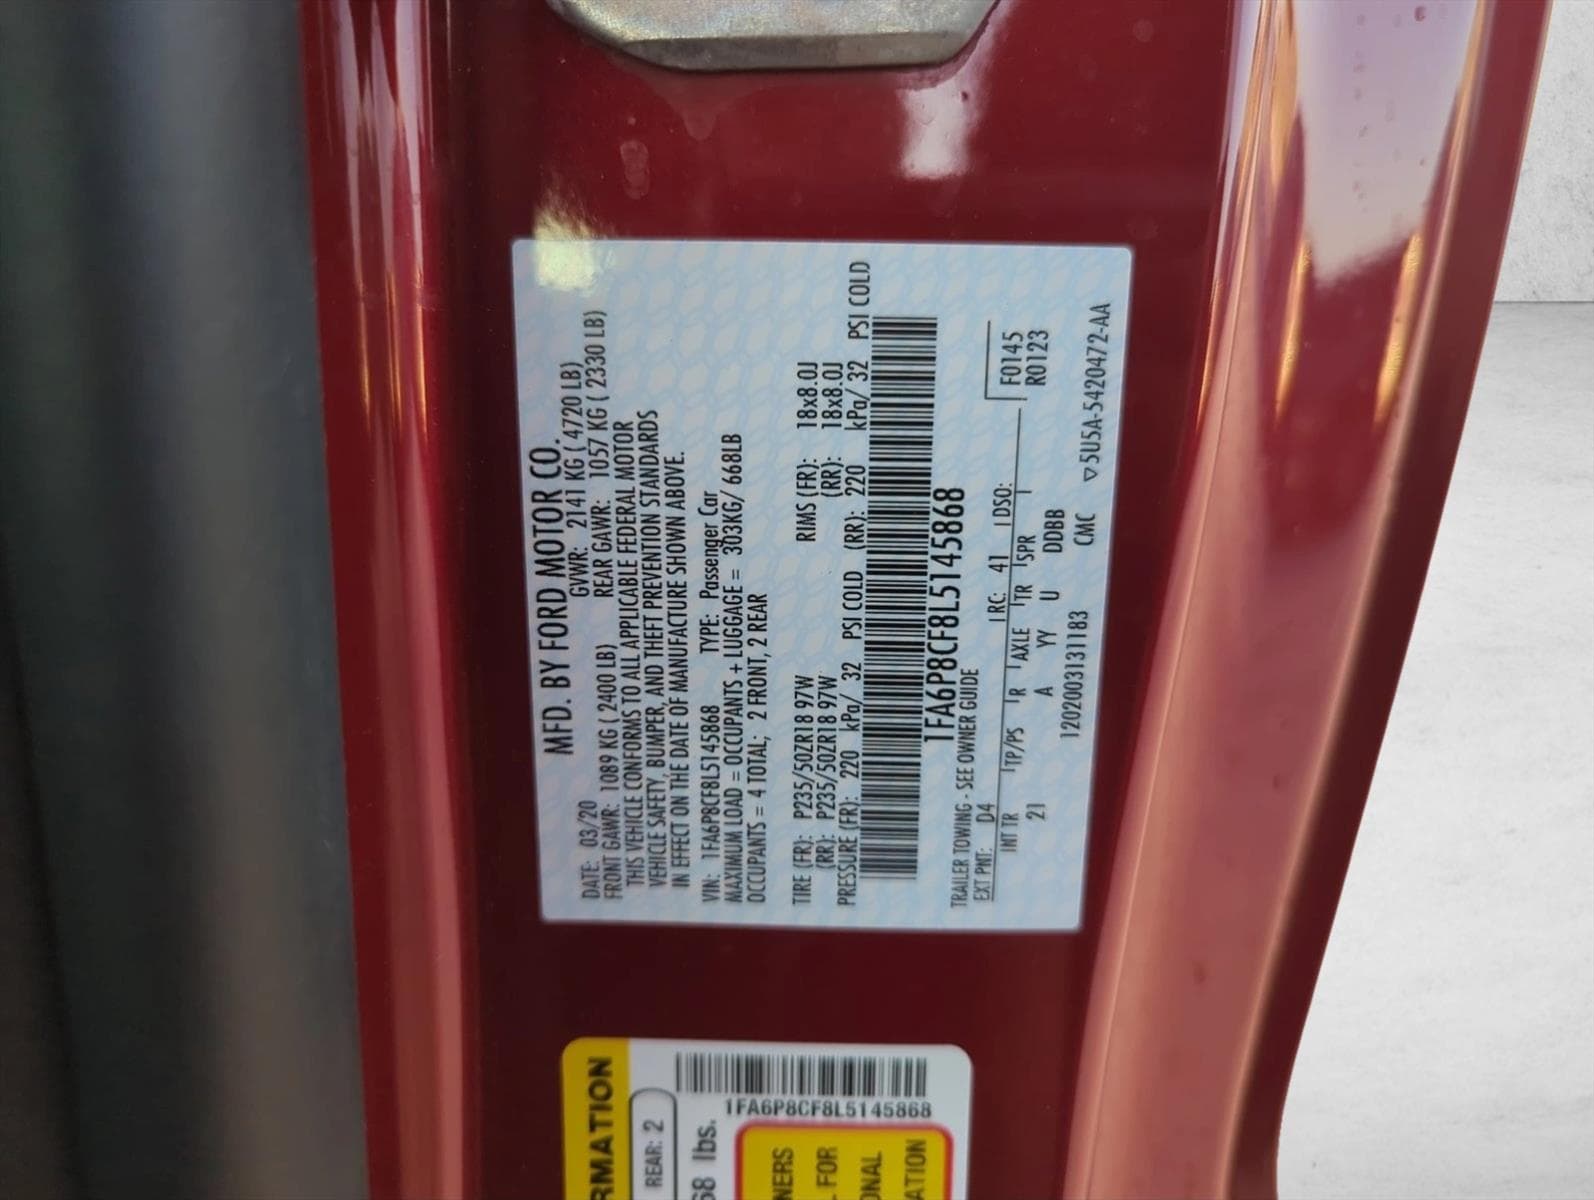 MFD. BY FORD MOTOR CO.
DATE: 03/20 GVWR: 2141 KG ( 4720 LB)
FRONT GAWR: 1089 KG ( 2400 LB) REAR GAWR: 1057 KG ( 2330 LB)
THIS VEHICLE CONFORMS TO ALL APPLICABLE FEDERAL MOTOR
VEHICLE SAFETY, BUMPER, AND THEFT PREVENTION STANDARDS
IN EFFECT ON THE DATE OF MANUFACTURE SHOWN ABOVE.
VIN: 1FA6P8CF8L5145868 TYPE: Passenger Car
MAXIMUM LOAD = OCCUPANTS + LUGGAGE = 303KG/ 668LB
OCCUPANTS = 4 TOTAL; 2 FRONT, 2 REAR
TIRE (FR): P235/50ZR18 97W RIMS (FR): 18x8.0J
(RR): P235/50ZR18 97W (RR): 18x8.0J
PRESSURE (FR): 220 kPa/ 32 PSI COLD (RR): 220 kPa/ 32 PSI COLD
1FA6P8CF8L5145868
TRAILER TOWING - SEE OWNER GUIDE
EXT PNT: D4 RC: 41 DSO:
INT TR TP/PS R AXLE TR SPR F0145
21 A YY U DDBB R0123
1202003131183 CMC ▽5U5A-5420472-AA
RMATION
REAR: 2
68 lbs.
1FA6P8CF8L5145868
NERS
L FOR
ONAL
ATION